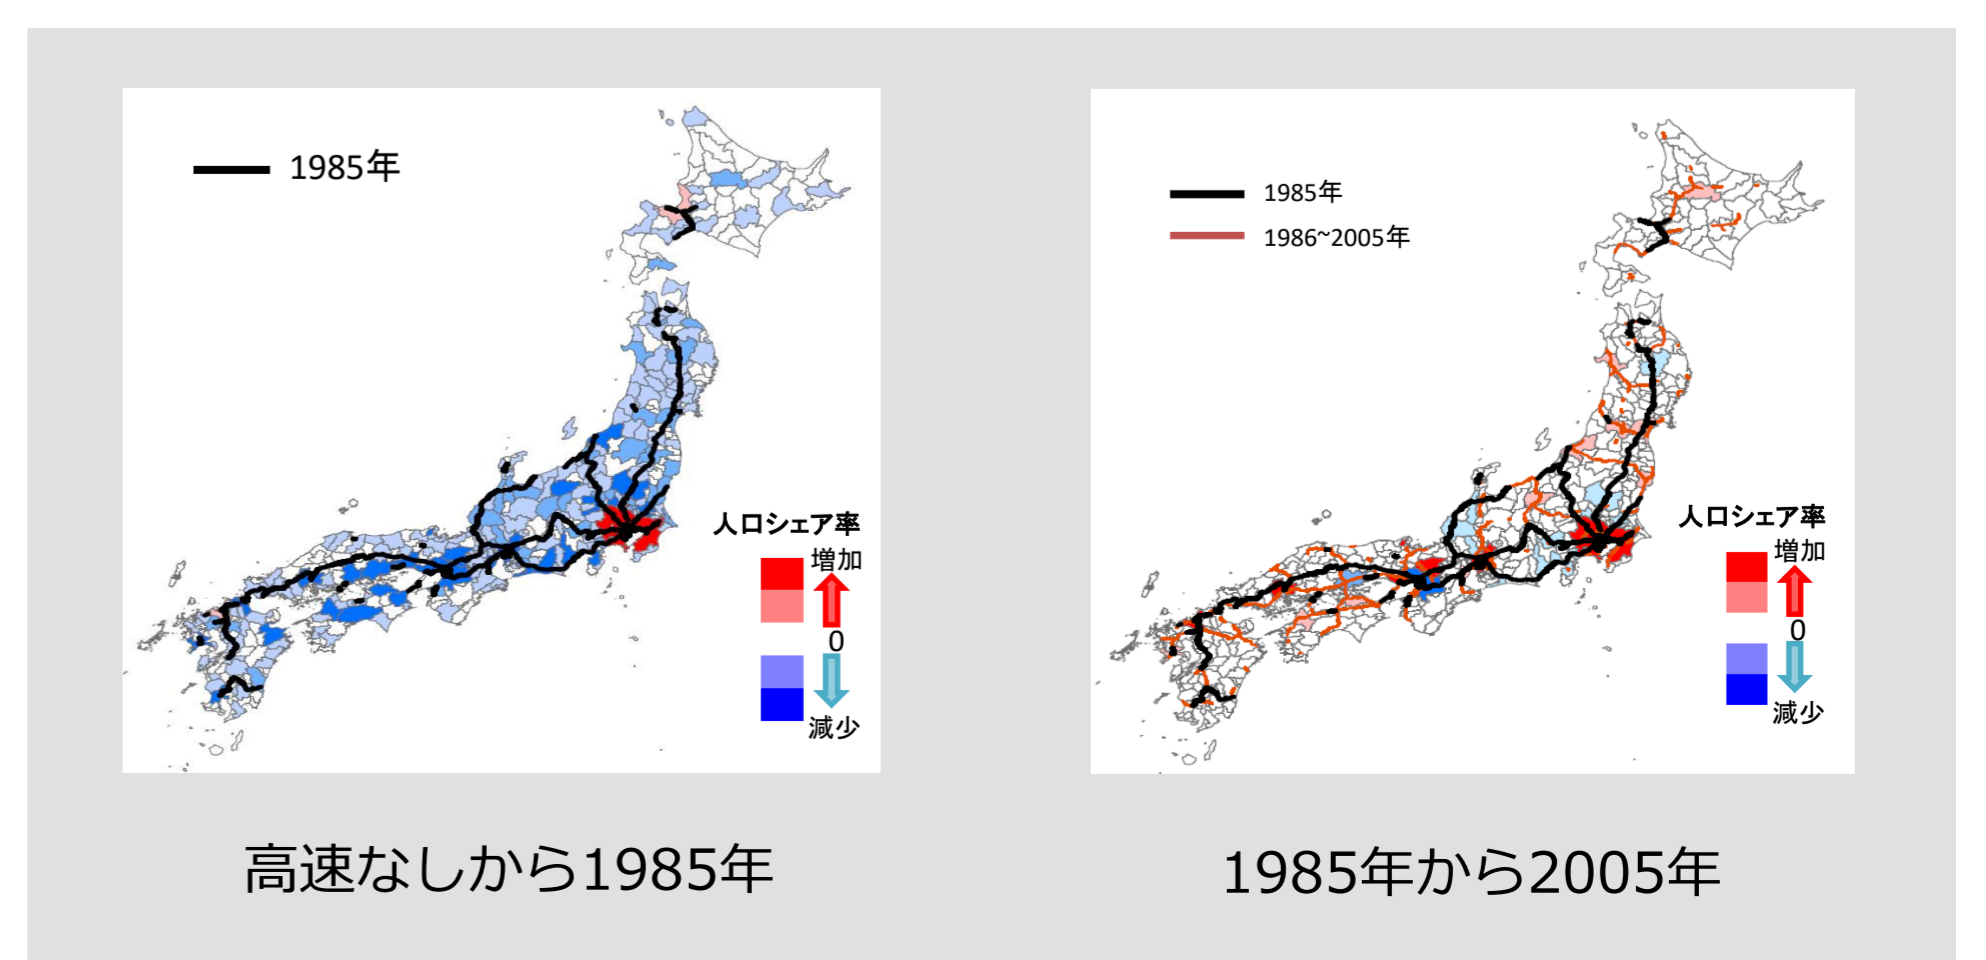 1985年
人口シェア率
増加
0
減少
高速なしから1985年
1985年
1986~2005年
人口シェア率
増加
0
減少
1985年から2005年